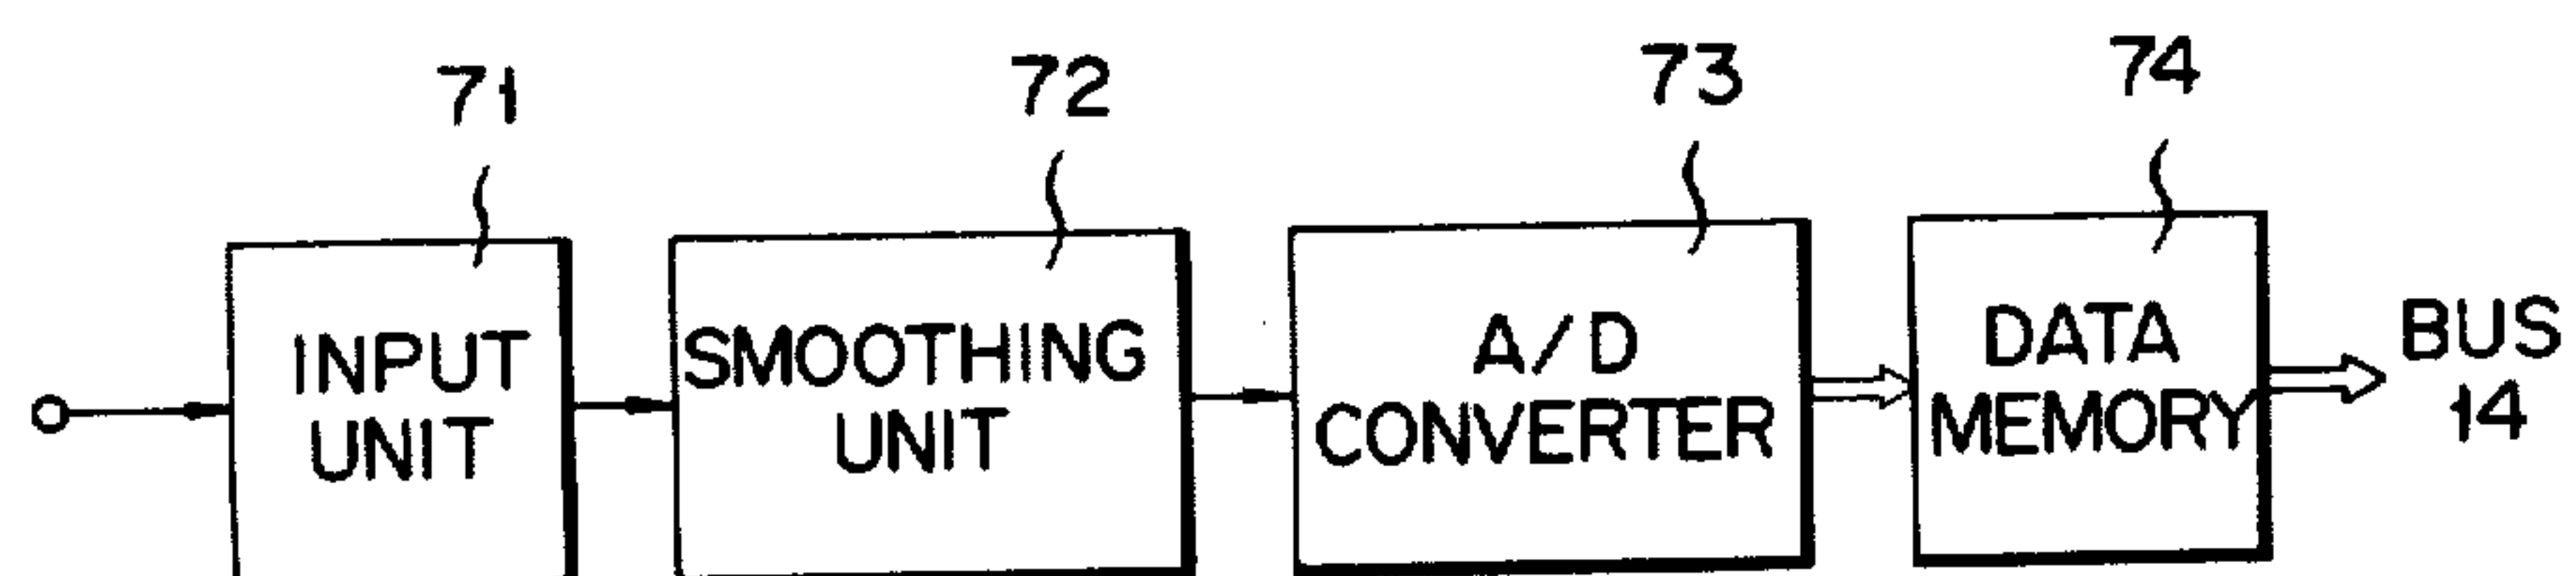 71
72
73
74
INPUT
UNIT
SMOOTHING
UNIT
A/D
CONVERTER
DATA
MEMORY
BUS
14